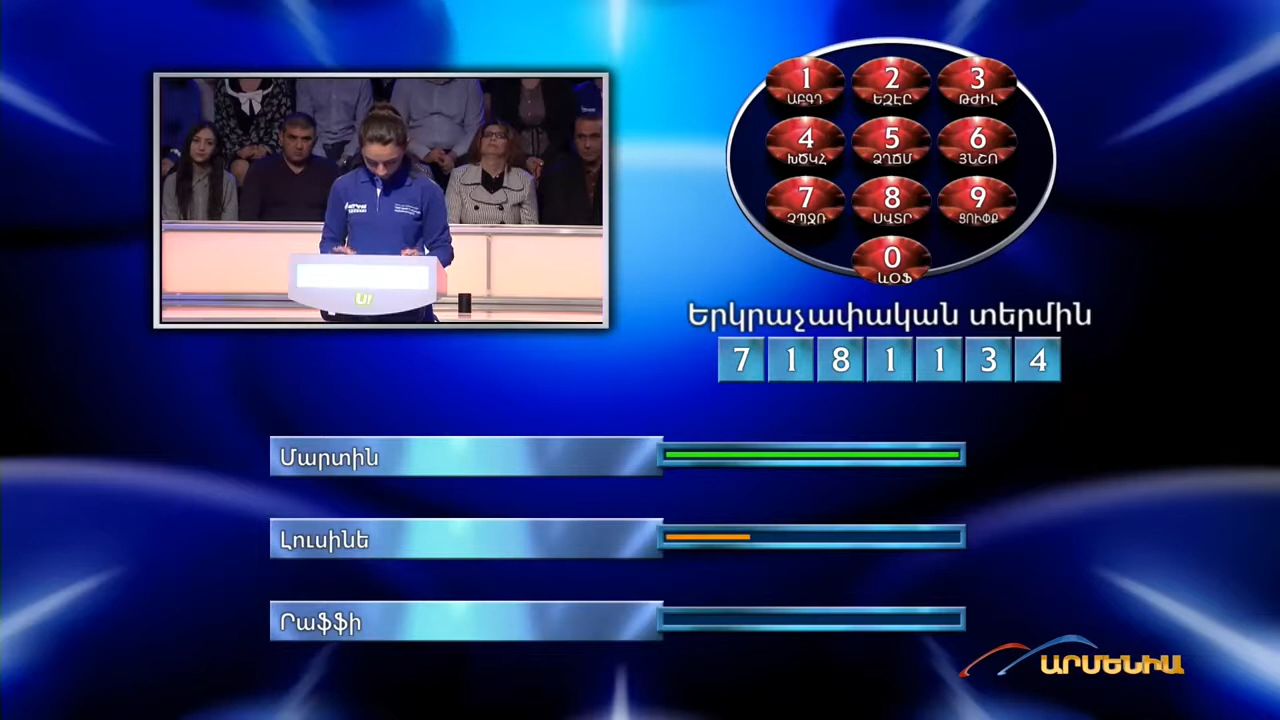 1 2 3
ԱԲԳԴ ԵԶԷԸ ԹԺԻԼ
4 5 6
ԽԾԿՀ ՁՂՃՄ ՅՆՇՈ
7 8 9
ՉՊՋՌ ՍՎՏՐ ՑՈՒՓՔ
0
ԱՆՕՖ
Երկրաչափական տերմին
7 1 8 1 1 3 4
Մարտին
Լուսինե
Րաֆֆի
ԱՐՄԵՆԻԱ